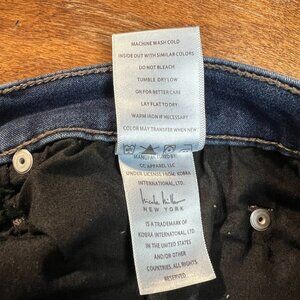 MACHINE WASH COLD
INSIDE OUT WITH SIMILAR COLORS
DO NOT BLEACH
TUMBLE DRY LOW
OR FOR BETTER CARE
LAY FLAT TO DRY
WARM IRON IF NECESSARY
COLOR MAY TRANSFER WHEN NEW
MANUFACTURED BY
CC APPAREL LLC
UNDER LICENSE FROM, KOBRA
INTERNATIONAL, LTD.
nicole miller
NEW YORK
IS A TRADEMARK OF
KOBRA INTERNATONAL, LTD
IN THE UNITED STATES
AND/OR OTHER
COUNTRIES. ALL RIGHTS
RESERVED.